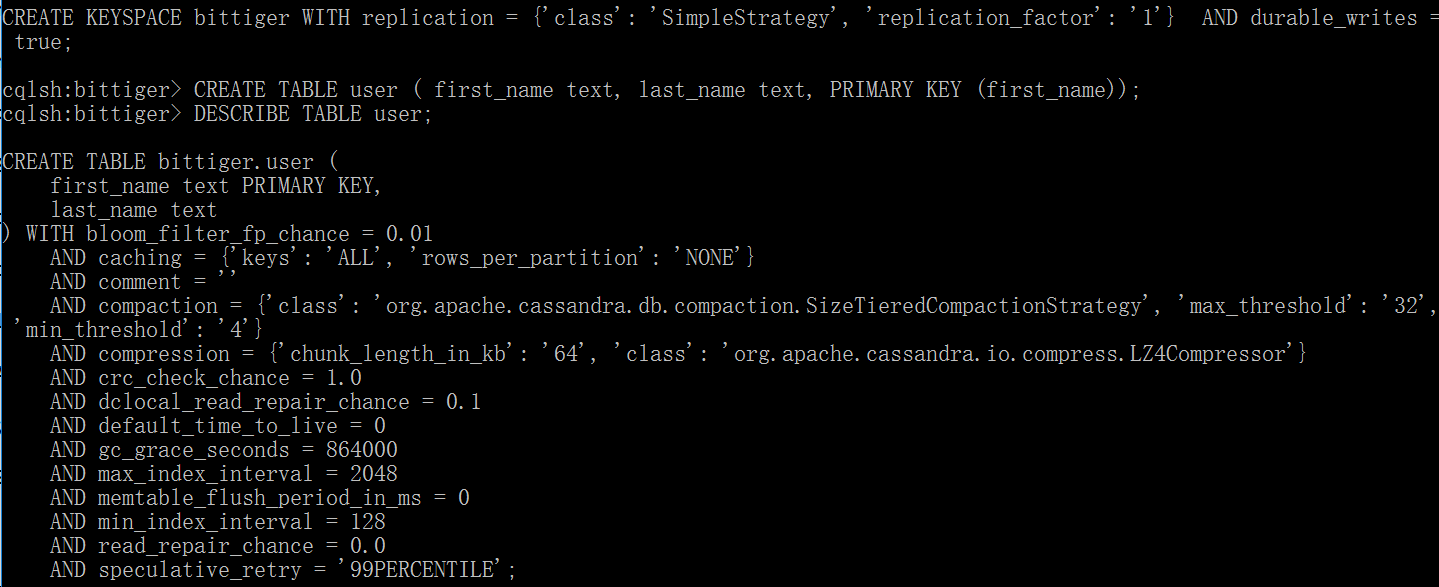 CREATE KEYSPACE bittiger WITH replication = {'class': 'SimpleStrategy', 'replication_factor': '1'}  AND durable_writes =
 true;
cqlsh:bittiger> CREATE TABLE user ( first_name text, last_name text, PRIMARY KEY (first_name));
cqlsh:bittiger> DESCRIBE TABLE user;
CREATE TABLE bittiger.user (
    first_name text PRIMARY KEY,
    last_name text
) WITH bloom_filter_fp_chance = 0.01
    AND caching = {'keys': 'ALL', 'rows_per_partition': 'NONE'}
    AND comment = ''
    AND compaction = {'class': 'org.apache.cassandra.db.compaction.SizeTieredCompactionStrategy', 'max_threshold': '32',
 'min_threshold': '4'}
    AND compression = {'chunk_length_in_kb': '64', 'class': 'org.apache.cassandra.io.compress.LZ4Compressor'}
    AND crc_check_chance = 1.0
    AND dclocal_read_repair_chance = 0.1
    AND default_time_to_live = 0
    AND gc_grace_seconds = 864000
    AND max_index_interval = 2048
    AND memtable_flush_period_in_ms = 0
    AND min_index_interval = 128
    AND read_repair_chance = 0.0
    AND speculative_retry = '99PERCENTILE';